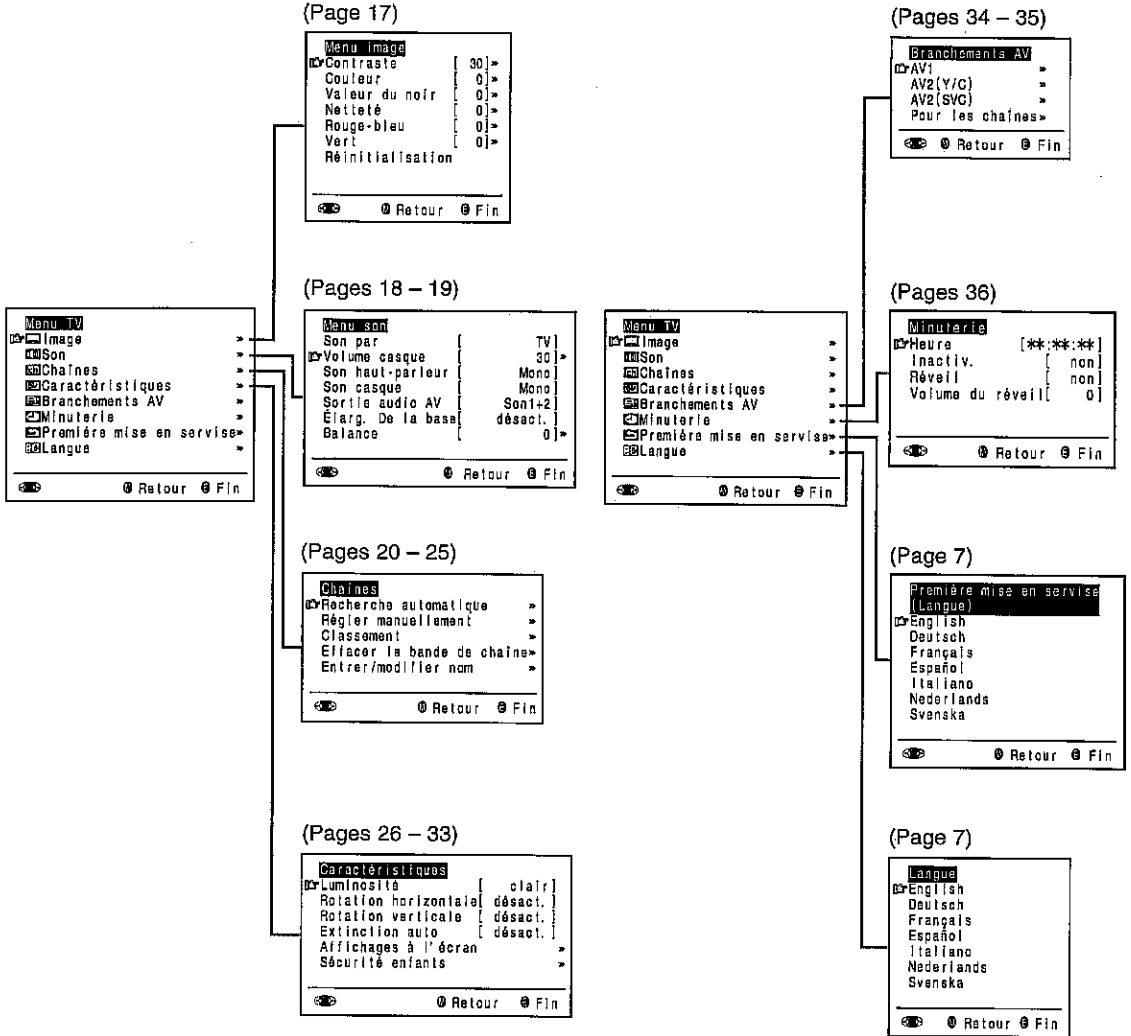 (Page 17)
Menu image
Contraste [ 30]»
Couleur [ 0]»
Valeur du noir [ 0]»
Netteté [ 0]»
Rouge-bleu [ 0]»
Vert [ 0]»
Réinitialisation
Retour Fin
Menu TV
Image »
Son »
Chaînes »
Caractéristiques »
Branchements AV »
Minuterie »
Première mise en servise»
Langue »
Retour Fin
(Pages 18 – 19)
Menu son
Son par [ TV]
Volume casque [ 30]»
Son haut-parleur [ Mono]
Son casque [ Mono]
Sortie audio AV [ Son1+2]
Élarg. De la base[ désact. ]
Balance [ 0]»
Retour Fin
(Pages 20 – 25)
Chaînes
Recherche automatique »
Régler manuellement »
Classement »
Effacer la bande de chaîne»
Entrer/modifier nom »
Retour Fin
(Pages 26 – 33)
Caractéristiques
Luminosité [ clair]
Rotation horizontale[ désact. ]
Rotation verticale [ désact. ]
Extinction auto [ désact. ]
Affichages à l'écran »
Sécurité enfants »
Retour Fin
(Pages 34 – 35)
Branchements AV
AV1 »
AV2(Y/C) »
AV2(SVC) »
Pour les chaînes»
Retour Fin
Menu TV
Image »
Son »
Chaînes »
Caractéristiques »
Branchements AV »
Minuterie »
Première mise en servise»
Langue »
Retour Fin
(Pages 36)
Minuterie
Heure [**:**:**]
Inactiv. [ non]
Réveil [ non]
Volume du réveil[ 0]
Retour Fin
(Page 7)
Première mise en servise
(Langue)
English
Deutsch
Français
Español
Italiano
Nederlands
Svenska
Retour Fin
(Page 7)
Langue
English
Deutsch
Français
Español
Italiano
Nederlands
Svenska
Retour Fin